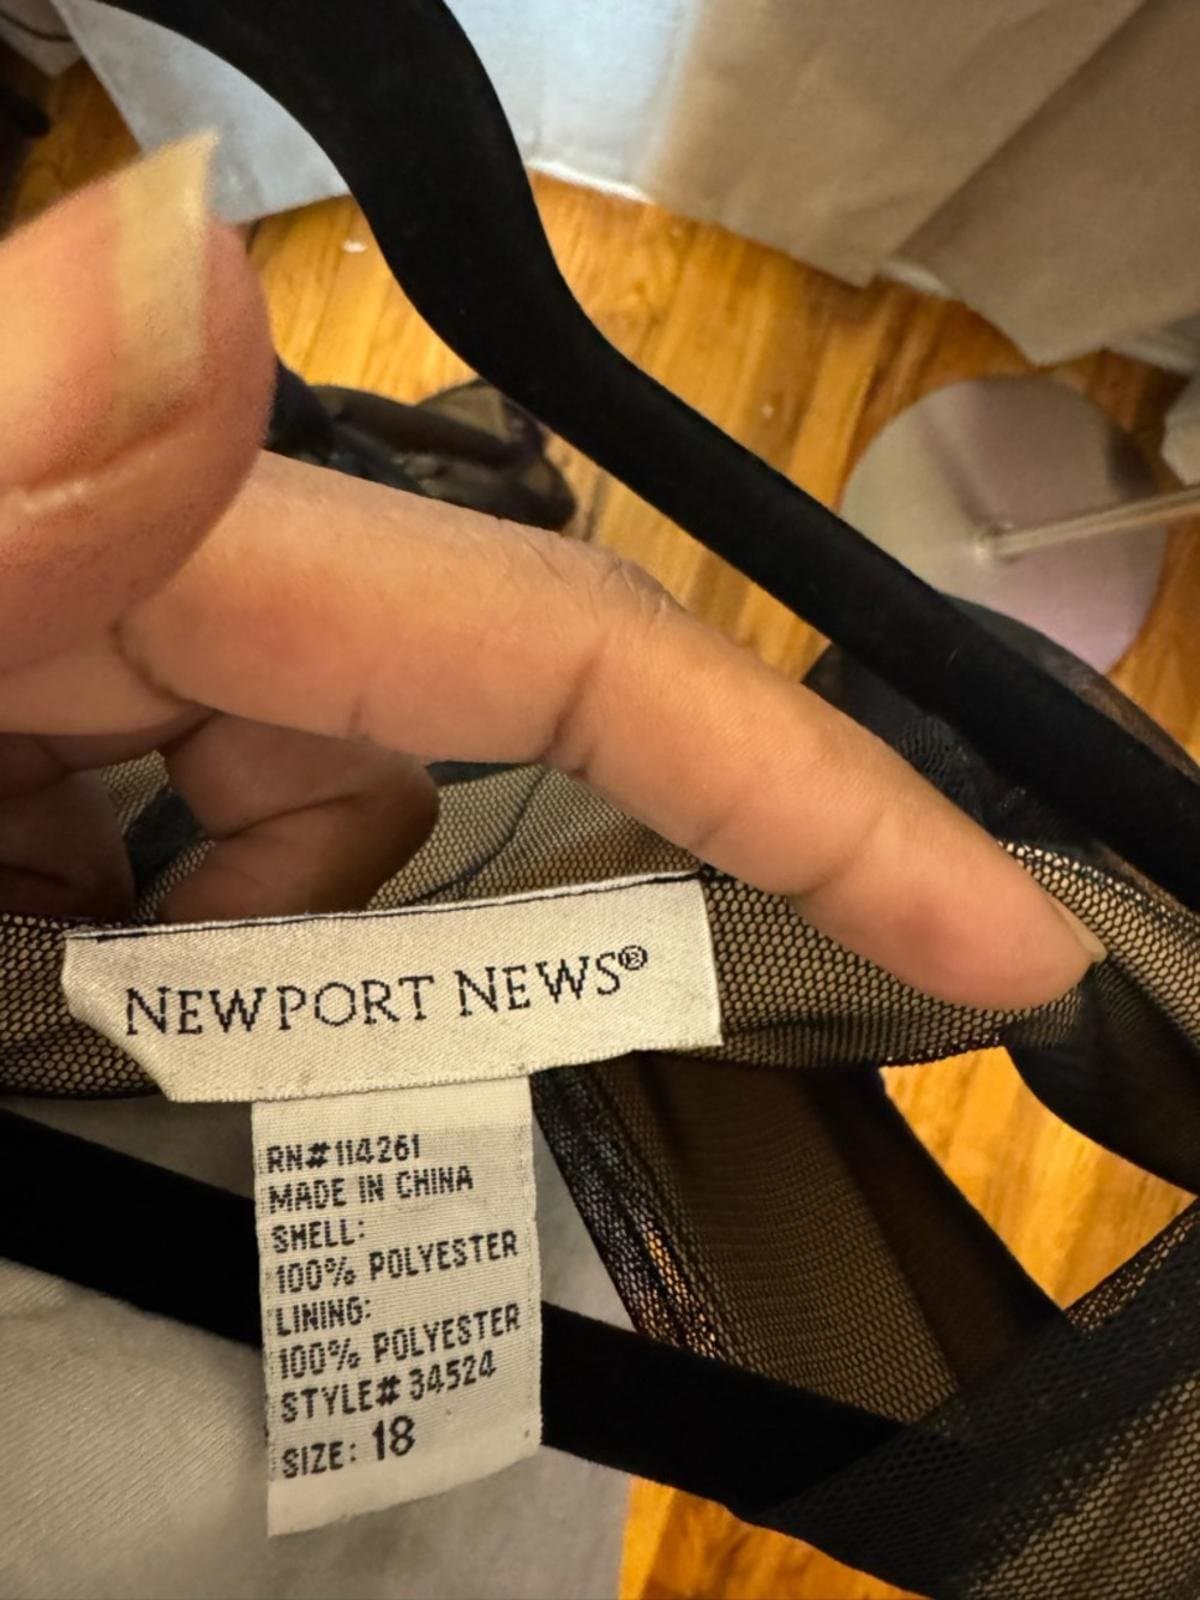 NEWPORT NEWS®
RN#114261
MADE IN CHINA
SHELL:
100% POLYESTER
LINING:
100% POLYESTER
STYLE# 34524
SIZE: 18